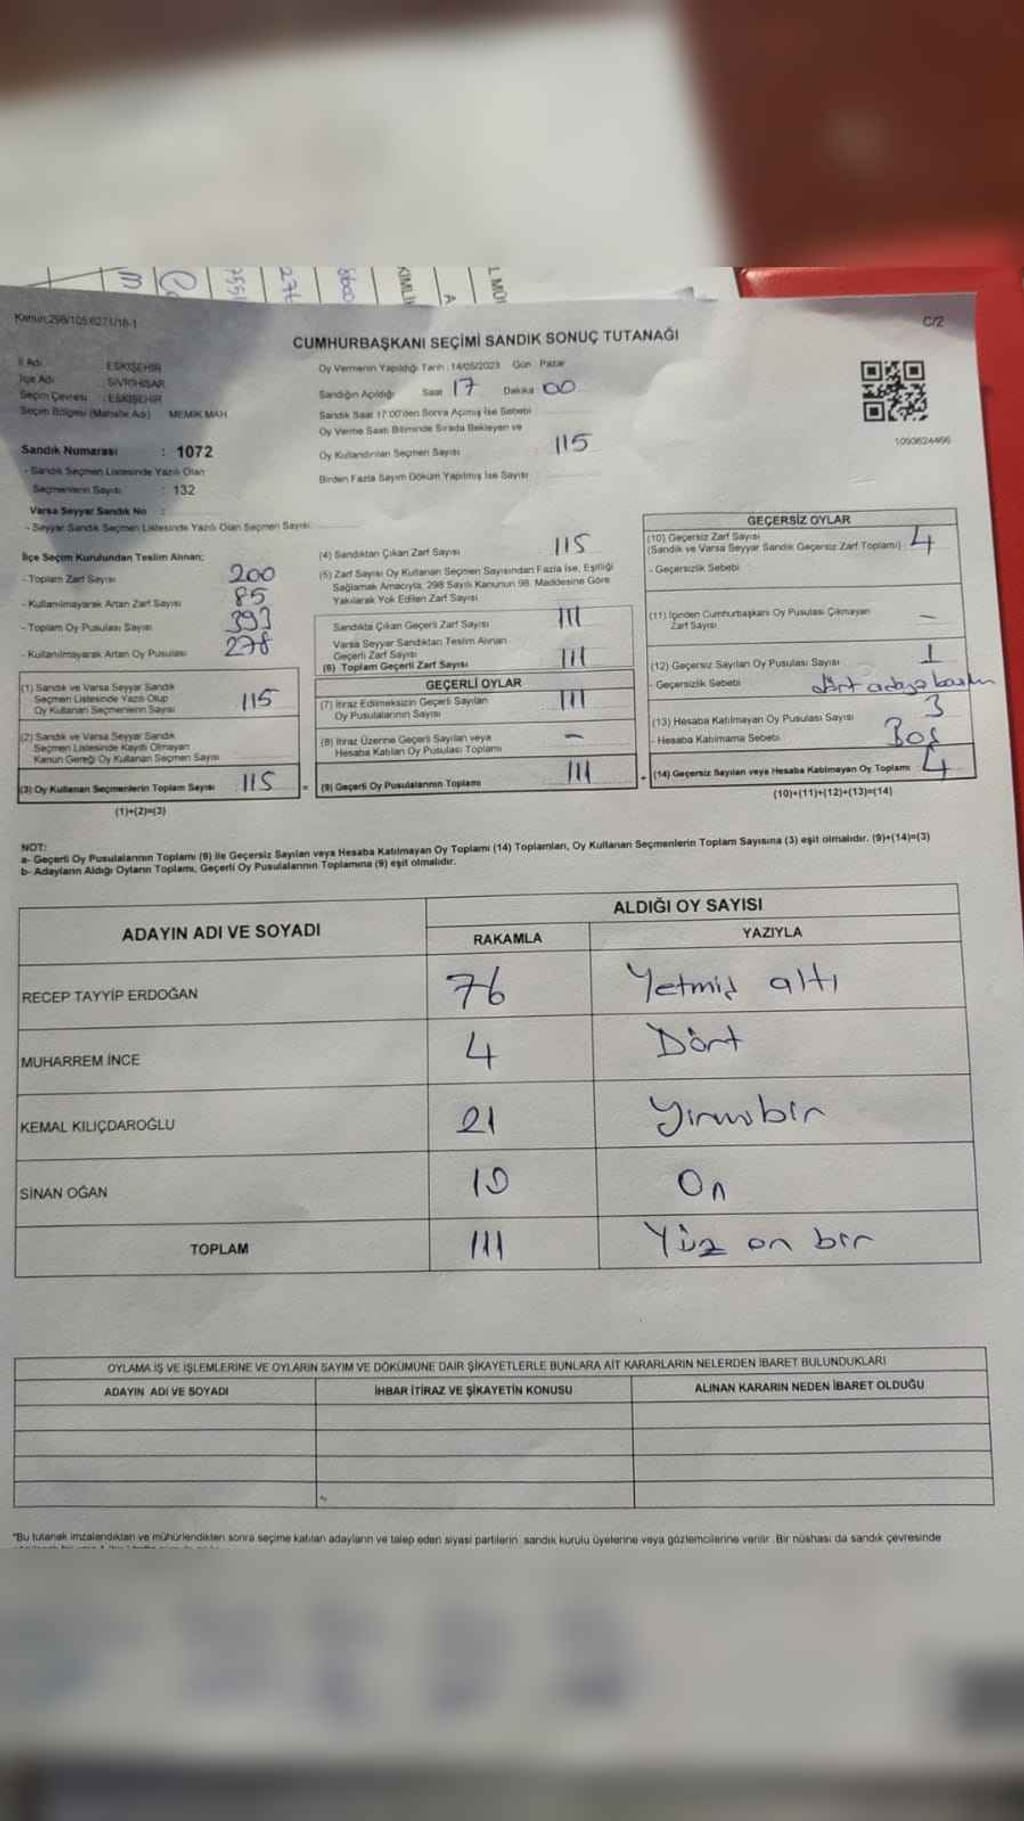 Kanun:298/105:6271/18-1
C/2
CUMHURBAŞKANI SEÇİMİ SANDIK SONUÇ TUTANAĞI
İl Adı : ESKİŞEHİR
İlçe Adı : SİVRİHİSAR
Seçim Çevresi : ESKİŞEHİR
Seçim Bölgesi (Mahalle Adı) MEMİK MAH
Sandık Numarası : 1072
- Sandık Seçmen Listesinde Yazılı Olan
Seçmenlerin Sayısı : 132
Varsa Seyyar Sandık No :
- Seyyar Sandık Seçmen Listesinde Yazılı Olan Seçmen Sayısı
Oy Vermenin Yapıldığı Tarih : 14/05/2023 Gün Pazar
Sandığın Açıldığı Saat 17 Dakika 00
Sandık Saat 17:00'den Sonra Açılmış İse Sebebi
Oy Verme Saati Bitiminde Sırada Bekleyen ve
Oy Kullandırılan Seçmen Sayısı 115
Birden Fazla Sayım Döküm Yapılmış İse Sayısı
1090624466
İlçe Seçim Kurulundan Teslim Alınan;
- Toplam Zarf Sayısı 200
- Kullanılmayarak Artan Zarf Sayısı 85
- Toplam Oy Pusulası Sayısı 393
- Kullanılmayarak Artan Oy Pusulası 278
(1) Sandık ve Varsa Seyyar Sandık
Seçmen Listesinde Yazılı Olup
Oy Kullanan Seçmenlerin Sayısı 115
(2) Sandık ve Varsa Seyyar Sandık
Seçmen Listesinde Kayıtlı Olmayan
Kanun Gereği Oy Kullanan Seçmen Sayısı
(3) Oy Kullanan Seçmenlerin Toplam Sayısı 115
(1)+(2)=(3)
(4) Sandıktan Çıkan Zarf Sayısı 115
(5) Zarf Sayısı Oy Kullanan Seçmen Sayısından Fazla İse, Eşitliği
Sağlamak Amacıyla, 298 Sayılı Kanunun 98. Maddesine Göre
Yakılarak Yok Edilen Zarf Sayısı
Sandıkta Çıkan Geçerli Zarf Sayısı 111
Varsa Seyyar Sandıktan Teslim Alınan
Geçerli Zarf Sayısı
(6) Toplam Geçerli Zarf Sayısı 111
GEÇERLİ OYLAR
(7) İtiraz Edilmeksizin Geçerli Sayılan
Oy Pusulalarının Sayısı 111
(8) İtiraz Üzerine Geçerli Sayılan veya
Hesaba Katılan Oy Pusulası Toplamı -
(9) Geçerli Oy Pusulalarının Toplamı 111
GEÇERSİZ OYLAR
(10) Geçersiz Zarf Sayısı
(Sandık ve Varsa Seyyar Sandık Geçersiz Zarf Toplamı) 4
- Geçersizlik Sebebi
(11) İçinden Cumhurbaşkanı Oy Pusulası Çıkmayan
Zarf Sayısı -
(12) Geçersiz Sayılan Oy Pusulası Sayısı 1
- Geçersizlik Sebebi dört adaya basılan
(13) Hesaba Katılmayan Oy Pusulası Sayısı 3
- Hesaba Katılmama Sebebi Boş
(14) Geçersiz Sayılan veya Hesaba Katılmayan Oy Toplamı 4
(10)+(11)+(12)+(13)=(14)
NOT:
a- Geçerli Oy Pusulalarının Toplamı (9) ile Geçersiz Sayılan veya Hesaba Katılmayan Oy Toplamı (14) Toplamları, Oy Kullanan Seçmenlerin Toplam Sayısına (3) eşit olmalıdır. (9)+(14)=(3)
b- Adayların Aldığı Oyların Toplamı, Geçerli Oy Pusulalarının Toplamına (9) eşit olmalıdır.
ADAYIN ADI VE SOYADI
ALDIĞI OY SAYISI
RAKAMLA YAZIYLA
RECEP TAYYİP ERDOĞAN 76 Yetmiş altı
MUHARREM İNCE 4 Dört
KEMAL KILIÇDAROĞLU 21 Yirmibir
SİNAN OĞAN 10 On
TOPLAM 111 Yüz on bir
OYLAMA İŞ VE İŞLEMLERİNE VE OYLARIN SAYIM VE DÖKÜMÜNE DAİR ŞİKAYETLERLE BUNLARA AİT KARARLARIN NELERDEN İBARET BULUNDUKLARI
ADAYIN ADI VE SOYADI İHBAR İTİRAZ VE ŞİKAYETİN KONUSU ALINAN KARARIN NEDEN İBARET OLDUĞU
"Bu tutanak imzalandıktan ve mühürlendikten sonra seçime katılan adayların ve talep eden siyasi partilerin sandık kurulu üyelerine veya gözlemcilerine verilir. Bir nüshası da sandık çevresinde